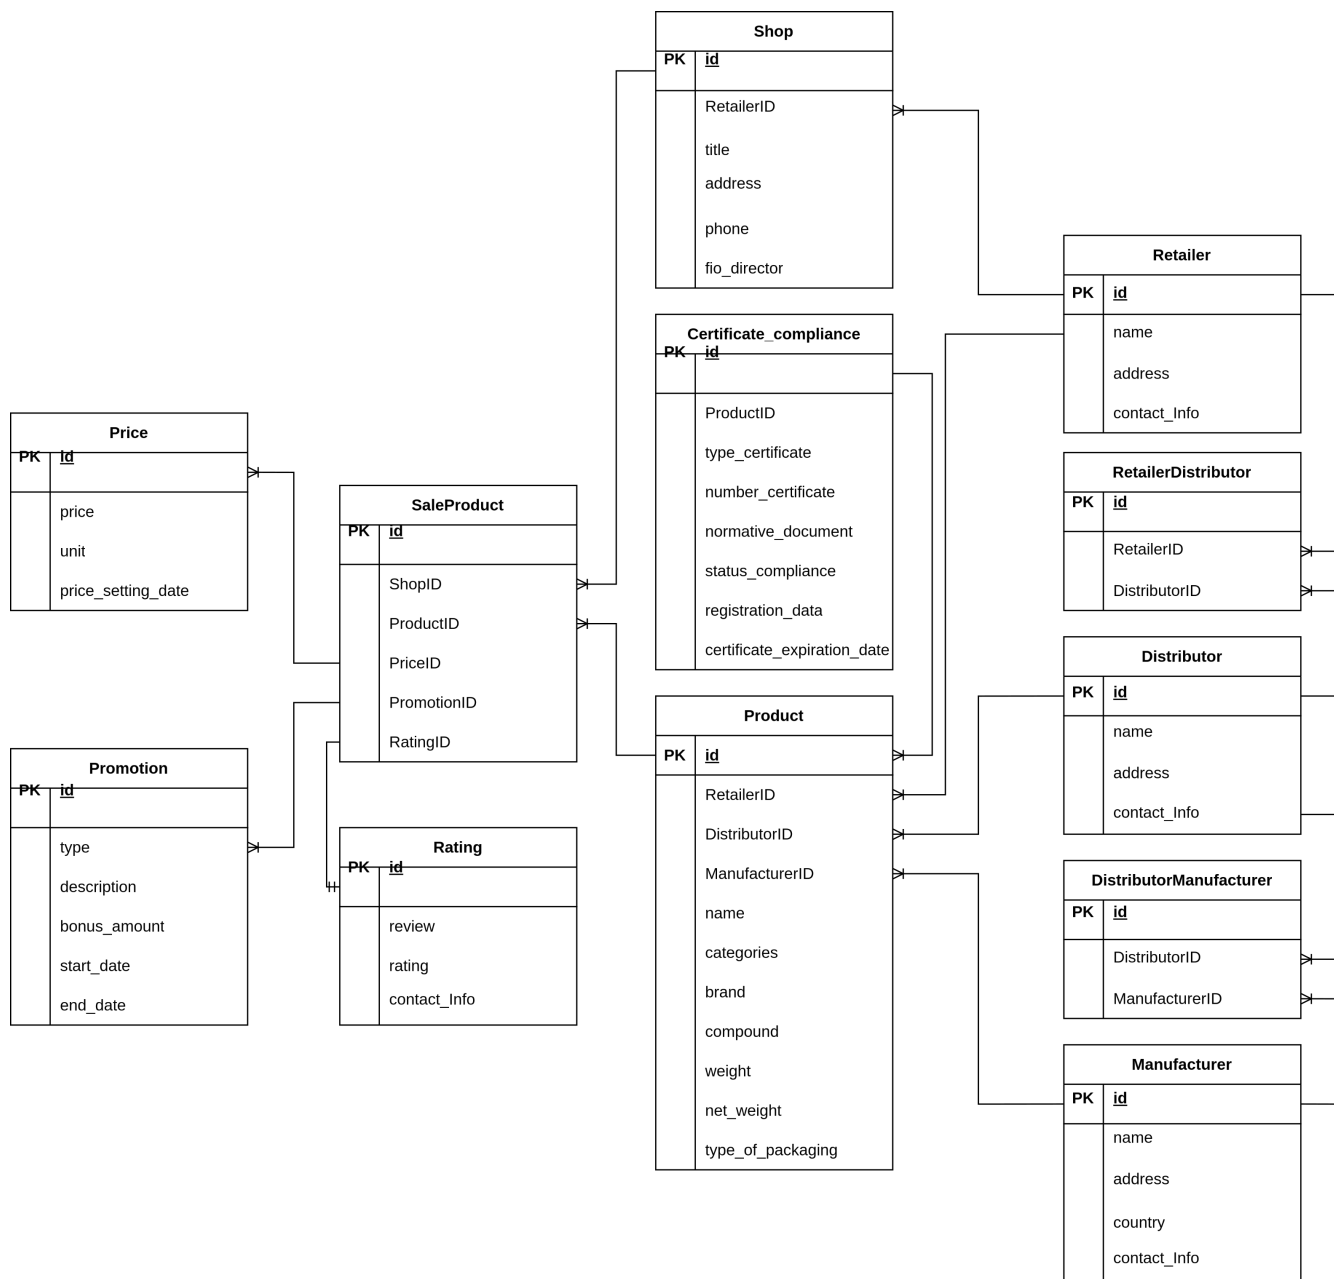 Shop
PK id
RetailerID
title
address
phone
fio_director
Certificate_compliance
PK id
ProductID
type_certificate
number_certificate
normative_document
status_compliance
registration_data
certificate_expiration_date
Product
PK id
RetailerID
DistributorID
ManufacturerID
name
categories
brand
compound
weight
net_weight
type_of_packaging
Price
PK id
price
unit
price_setting_date
Promotion
PK id
type
description
bonus_amount
start_date
end_date
SaleProduct
PK id
ShopID
ProductID
PriceID
PromotionID
RatingID
Rating
PK id
review
rating
contact_Info
Retailer
PK id
name
address
contact_Info
RetailerDistributor
PK id
RetailerID
DistributorID
Distributor
PK id
name
address
contact_Info
DistributorManufacturer
PK id
DistributorID
ManufacturerID
Manufacturer
PK id
name
address
country
contact_Info